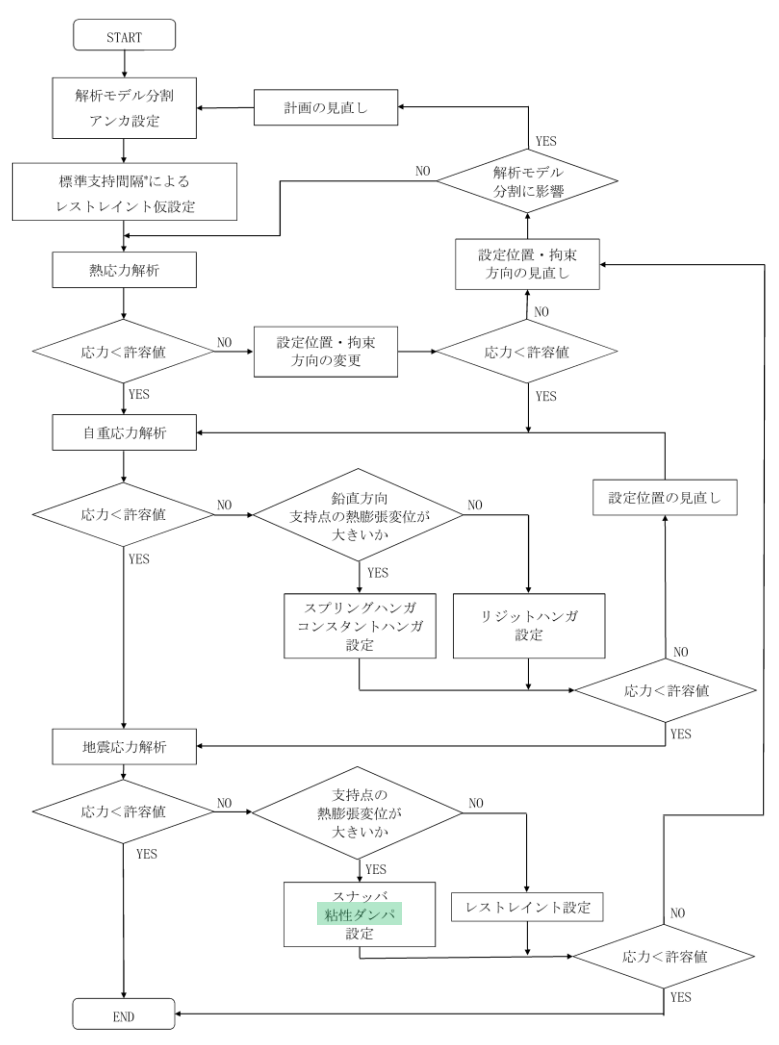 START
解析モデル分割
アンカ設定
計画の見直し
YES
標準支持間隔*による
レストレイント仮設定
NO
解析モデル
分割に影響
設定位置・拘束
方向の見直し
熱応力解析
NO
応力<許容値
NO
設定位置・拘束
方向の変更
応力<許容値
YES
YES
自重応力解析
設定位置の見直し
応力<許容値
NO
鉛直方向
支持点の熱膨張変位が
大きいか
NO
YES
YES
スプリングハンガ
コンスタントハンガ
設定
リジットハンガ
設定
NO
応力<許容値
YES
地震応力解析
応力<許容値
NO
支持点の
熱膨張変位が
大きいか
NO
YES
YES
スナッバ
粘性ダンパ
設定
レストレイント設定
NO
応力<許容値
YES
END